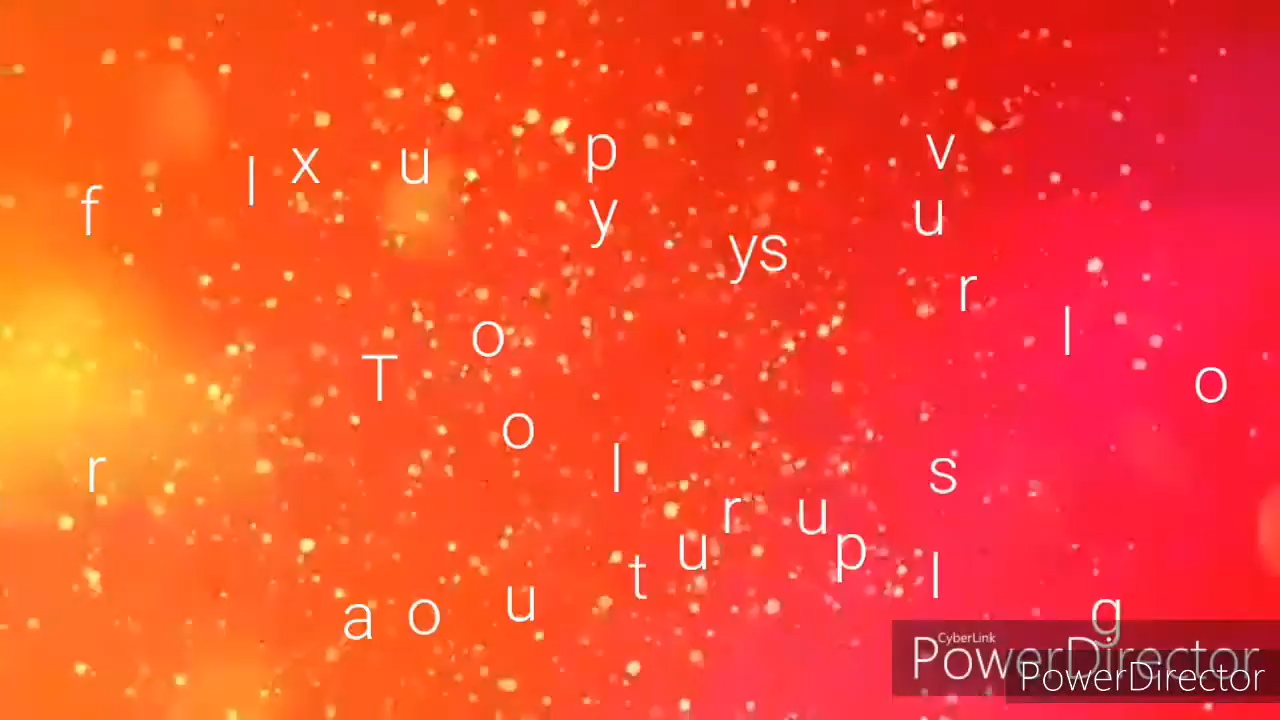 f l x u p v
y u
ys
r
o l
T o
o
r l s
r u
t u p l
a o u g
CyberLink
PowerDirector
PowerDirector